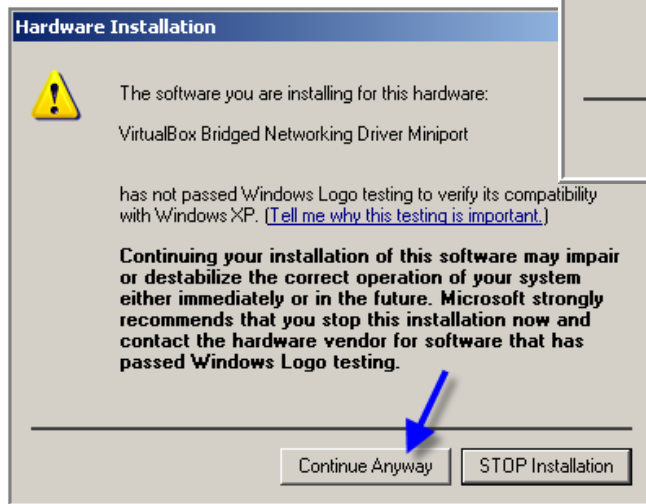 Hardware Installation
The software you are installing for this hardware:
VirtualBox Bridged Networking Driver Miniport
has not passed Windows Logo testing to verify its compatibility
with Windows XP. (Tell me why this testing is important.)
Continuing your installation of this software may impair
or destabilize the correct operation of your system
either immediately or in the future. Microsoft strongly
recommends that you stop this installation now and
contact the hardware vendor for software that has
passed Windows Logo testing.
Continue Anyway
STOP Installation